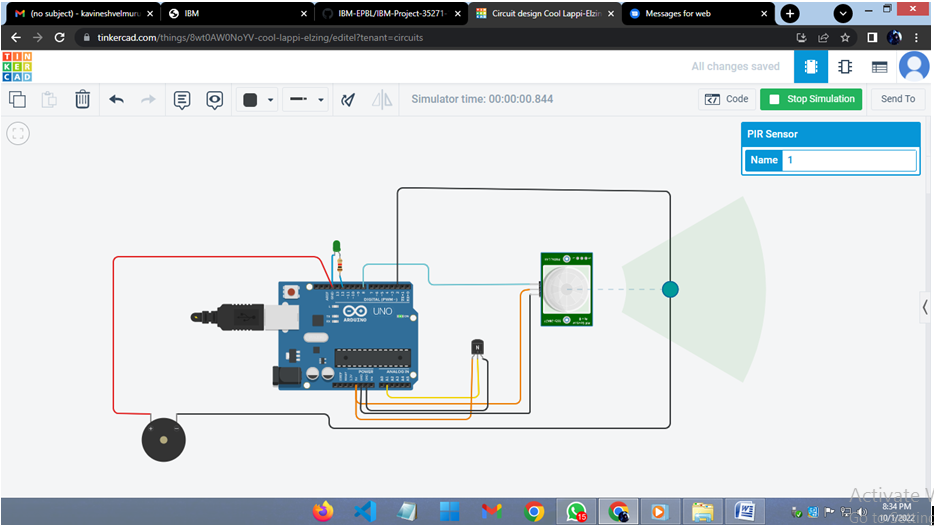 (no subject) - kavineshvelmuru
IBM
IBM-EPBL/IBM-Project-35271-
Circuit design Cool Lappi-Elzin
Messages for web
tinkercad.com/things/8wt0AW0NoYV-cool-lappi-elzing/editel?tenant=circuits
TIN
KER
CAD
All changes saved
Simulator time: 00:00:00.844
Code
Stop Simulation
Send To
PIR Sensor
Name
1
DIGITAL (PWM~)
UNO
ARDUINO
POWER
ANALOG IN
15
Activate W
8:34 PM
10/1/2022